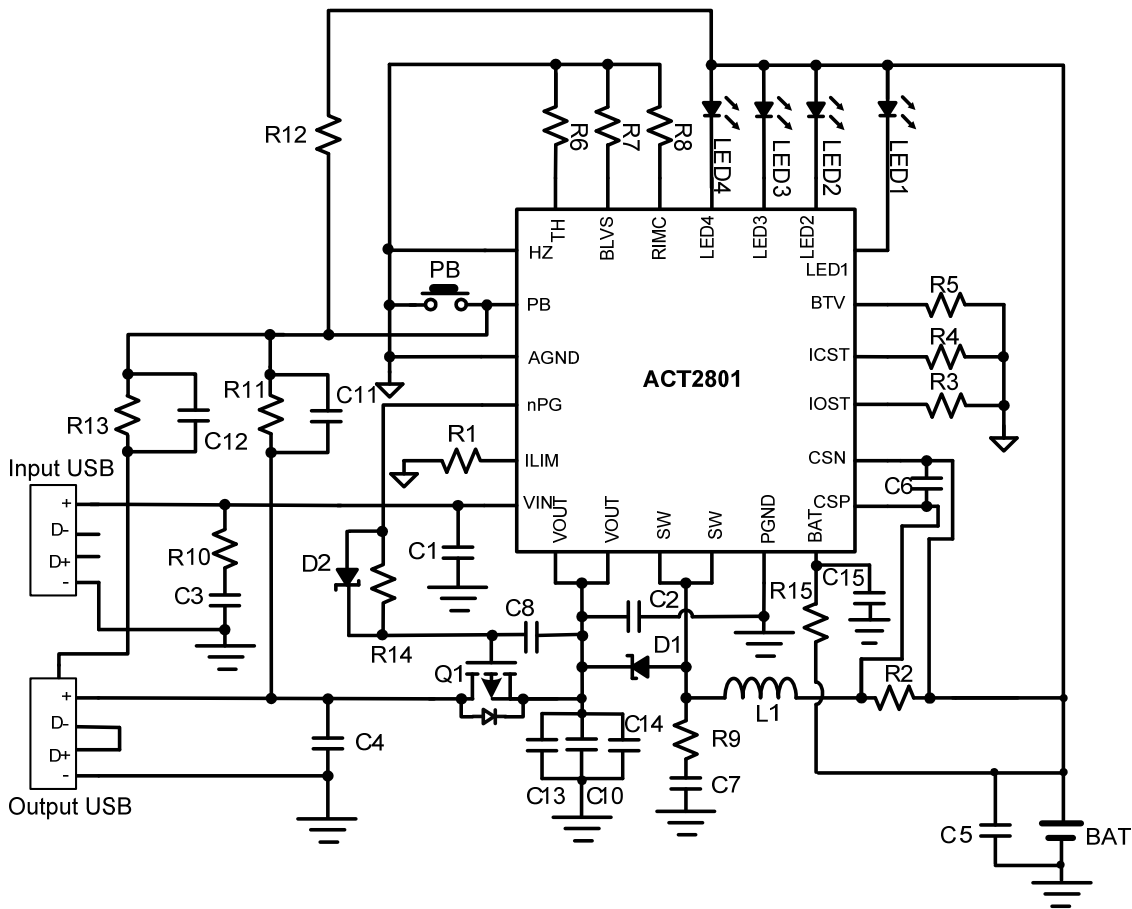 R12
R6
R7
R8
LED4
LED3
LED2
LED1
TH
BLVS
RIMC
LED4
LED3
LED2
LED1
HZ
PB
PB
BTV
R5
AGND
ICST
R4
ACT2801
nPG
IOST
R3
R13
C12
R11
C11
R1
ILIM
CSN
Input USB
+
D-
D+
-
VIN
VOUT
VOUT
SW
SW
PGND
BAT
CSP
C6
R10
C3
D2
C1
R14
C8
C2
R15
C15
D1
Q1
R2
L1
+
D-
D+
-
Output USB
C4
C13
C10
C14
R9
C7
C5
BAT